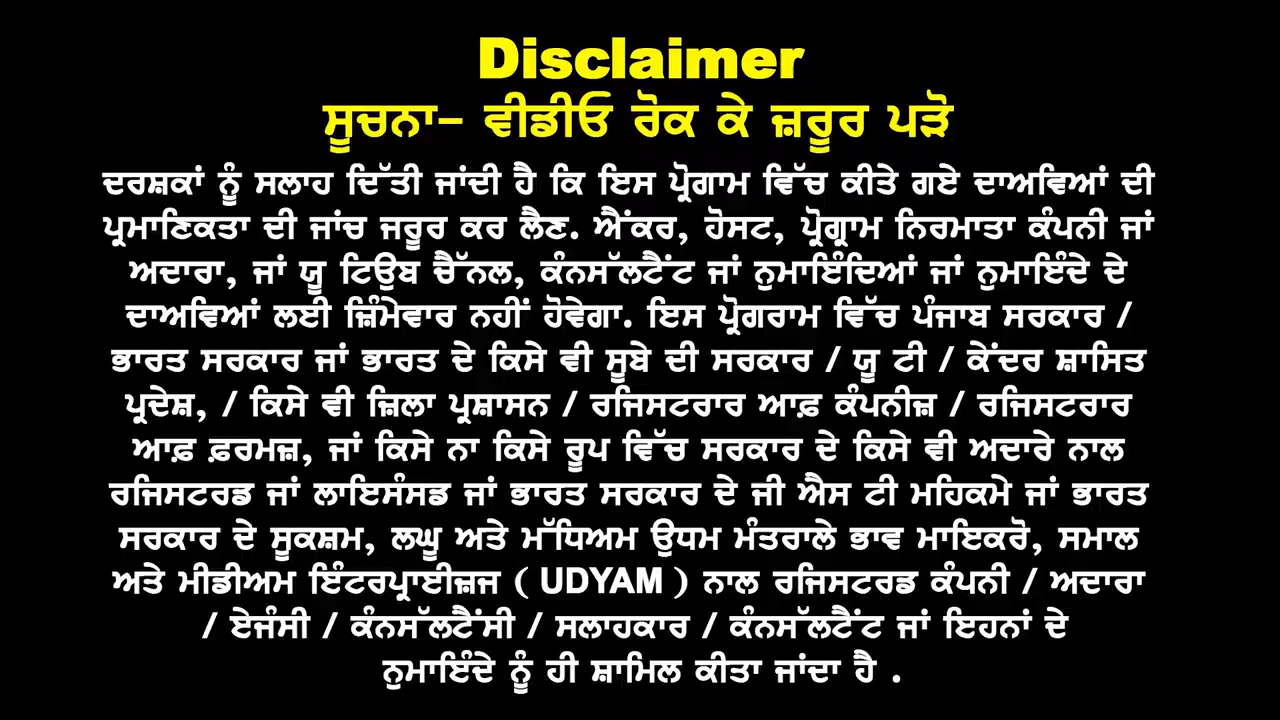 Disclaimer
ਸੂਚਨਾ- ਵੀਡੀਓ ਰੋਕ ਕੇ ਜ਼ਰੂਰ ਪੜੋ
ਦਰਸ਼ਕਾਂ ਨੂੰ ਸਲਾਹ ਦਿੱਤੀ ਜਾਂਦੀ ਹੈ ਕਿ ਇਸ ਪ੍ਰੋਗਾਮ ਵਿੱਚ ਕੀਤੇ ਗਏ ਦਾਅਵਿਆਂ ਦੀ
ਪ੍ਰਮਾਣਿਕਤਾ ਦੀ ਜਾਂਚ ਜਰੂਰ ਕਰ ਲੈਣ. ਐਂਕਰ, ਹੋਸਟ, ਪ੍ਰੋਗ੍ਰਾਮ ਨਿਰਮਾਤਾ ਕੰਪਨੀ ਜਾਂ
ਅਦਾਰਾ, ਜਾਂ ਯੂ ਟਿਊਬ ਚੈੱਨਲ, ਕੰਨਸੱਲਟੈਂਟ ਜਾਂ ਨੁਮਾਇੰਦਿਆਂ ਜਾਂ ਨੁਮਾਇੰਦੇ ਦੇ
ਦਾਅਵਿਆਂ ਲਈ ਜ਼ਿੰਮੇਵਾਰ ਨਹੀਂ ਹੋਵੇਗਾ. ਇਸ ਪ੍ਰੋਗਰਾਮ ਵਿੱਚ ਪੰਜਾਬ ਸਰਕਾਰ /
ਭਾਰਤ ਸਰਕਾਰ ਜਾਂ ਭਾਰਤ ਦੇ ਕਿਸੇ ਵੀ ਸੂਬੇ ਦੀ ਸਰਕਾਰ / ਯੂ ਟੀ / ਕੇਂਦਰ ਸ਼ਾਸਿਤ
ਪ੍ਰਦੇਸ਼, / ਕਿਸੇ ਵੀ ਜ਼ਿਲਾ ਪ੍ਰਸ਼ਾਸਨ / ਰਜਿਸਟਰਾਰ ਆਫ਼ ਕੰਪਨੀਜ਼ / ਰਜਿਸਟਰਾਰ
ਆਫ਼ ਫ਼ਰਮਜ਼, ਜਾਂ ਕਿਸੇ ਨਾ ਕਿਸੇ ਰੂਪ ਵਿੱਚ ਸਰਕਾਰ ਦੇ ਕਿਸੇ ਵੀ ਅਦਾਰੇ ਨਾਲ
ਰਜਿਸਟਰਡ ਜਾਂ ਲਾਇਸੰਸਡ ਜਾਂ ਭਾਰਤ ਸਰਕਾਰ ਦੇ ਜੀ ਐਸ ਟੀ ਮਹਿਕਮੇ ਜਾਂ ਭਾਰਤ
ਸਰਕਾਰ ਦੇ ਸੂਕਸ਼ਮ, ਲਘੂ ਅਤੇ ਮੱਧਿਅਮ ਉਧਮ ਮੰਤਰਾਲੇ ਭਾਵ ਮਾਇਕਰੋ, ਸਮਾਲ
ਅਤੇ ਮੀਡੀਅਮ ਇੰਟਰਪ੍ਰਾਈਜ਼ਜ ( UDYAM ) ਨਾਲ ਰਜਿਸਟਰਡ ਕੰਪਨੀ / ਅਦਾਰਾ
/ ਏਜੰਸੀ / ਕੰਨਸੱਲਟੈਂਸੀ / ਸਲਾਹਕਾਰ / ਕੰਨਸੱਲਟੈਂਟ ਜਾਂ ਇਹਨਾਂ ਦੇ
ਨੁਮਾਇੰਦੇ ਨੂੰ ਹੀ ਸ਼ਾਮਿਲ ਕੀਤਾ ਜਾਂਦਾ ਹੈ .